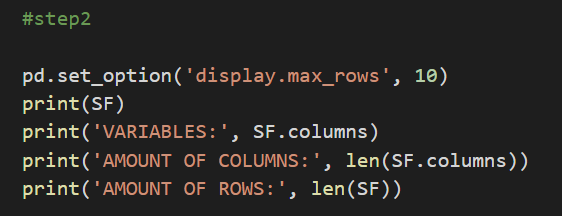 #step2
pd.set_option('display.max_rows', 10)
print(SF)
print('VARIABLES:', SF.columns)
print('AMOUNT OF COLUMNS:', len(SF.columns))
print('AMOUNT OF ROWS:', len(SF))